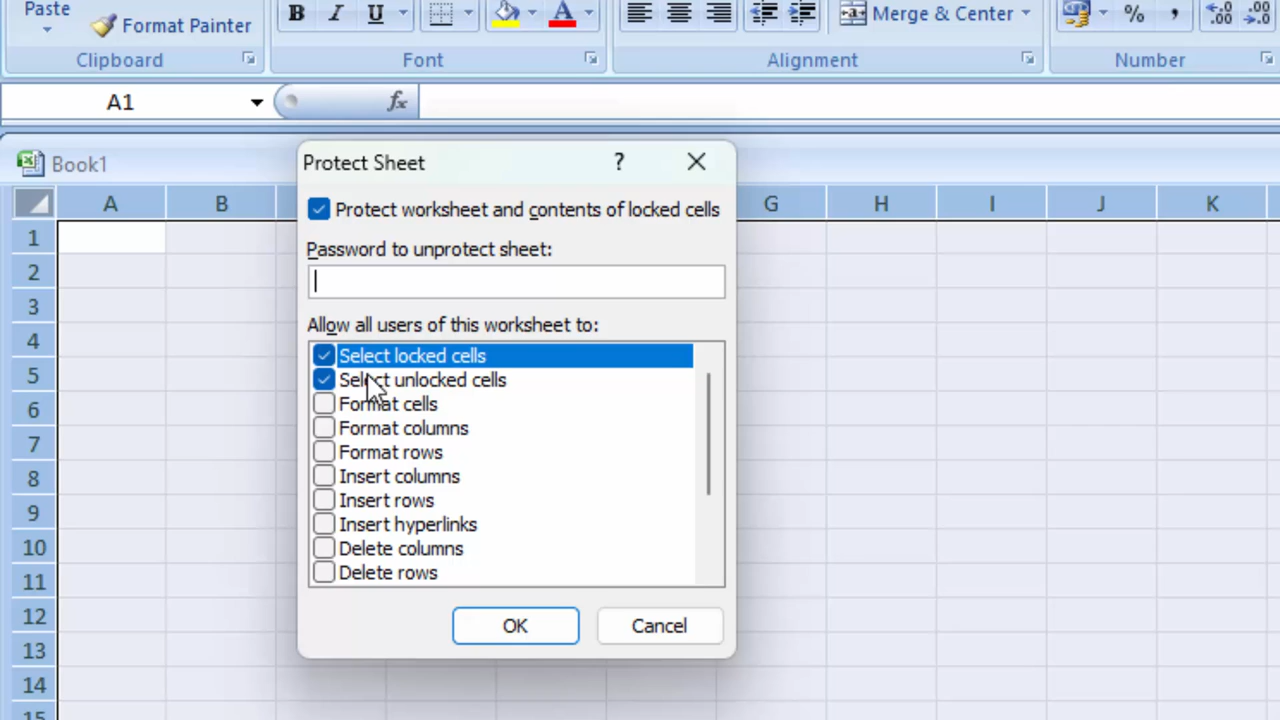 Paste
Format Painter
B I U A
Merge & Center
% , .00 .00
Clipboard
Font
Alignment
Number
A1
fx
Book1
Protect Sheet
? 
Protect worksheet and contents of locked cells
Password to unprotect sheet:
Allow all users of this worksheet to:
Select locked cells
Select unlocked cells
Format cells
Format columns
Format rows
Insert columns
Insert rows
Insert hyperlinks
Delete columns
Delete rows
OK
Cancel
A B G H I J K
1
2
3
4
5
6
7
8
9
10
11
12
13
14
15